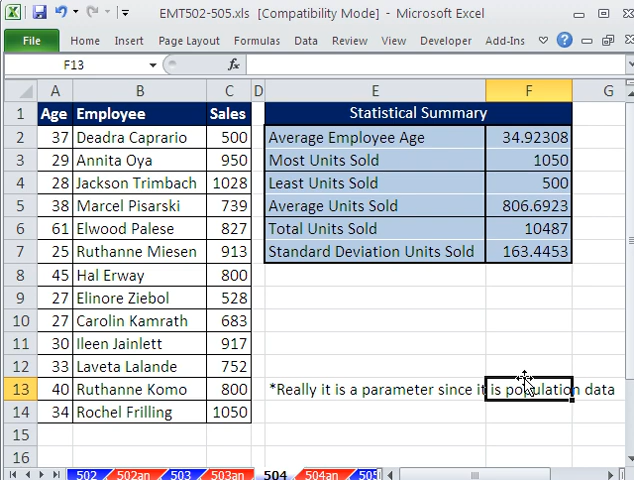 EMT502-505.xls [Compatibility Mode] - Microsoft Excel
File Home Insert Page Layout Formulas Data Review View Developer Add-Ins
F13 fx
A B C D E F G
1 Age Employee Sales Statistical Summary
2 37 Deadra Caprario 500 Average Employee Age 34.92308
3 29 Annita Oya 950 Most Units Sold 1050
4 28 Jackson Trimbach 1028 Least Units Sold 500
5 38 Marcel Pisarski 739 Average Units Sold 806.6923
6 61 Elwood Palese 827 Total Units Sold 10487
7 25 Ruthanne Miesen 913 Standard Deviation Units Sold 163.4453
8 45 Hal Erway 800
9 27 Elinore Ziebol 528
10 27 Carolin Kamrath 683
11 30 Ileen Jainlett 917
12 33 Laveta Lalande 752
13 40 Ruthanne Komo 800 *Really it is a parameter since it is population data
14 34 Rochel Frilling 1050
15
16
502 502an 503 503an 504 504an 505